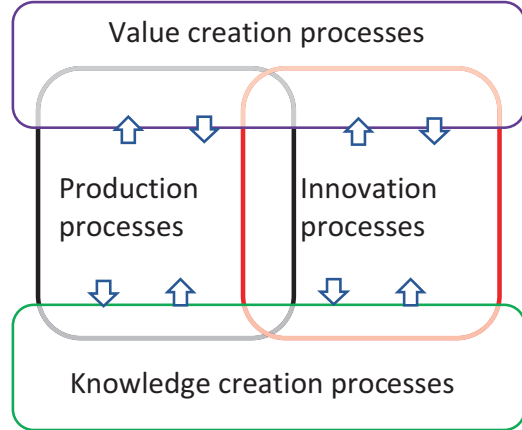 Value creation processes
Production
processes
Innovation
processes
Knowledge creation processes